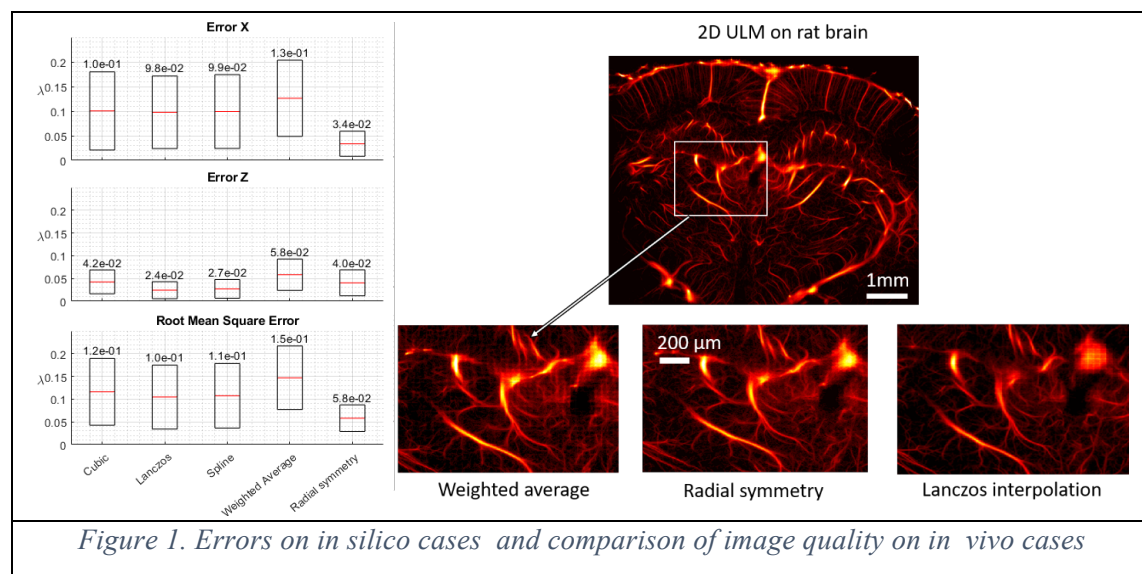 Error X
0.2
0.15
λ
0.1
0.05
0
1.0e-01
9.8e-02
9.9e-02
1.3e-01
3.4e-02
Error Z
0.2
0.15
λ
0.1
0.05
0
4.2e-02
2.4e-02
2.7e-02
5.8e-02
4.0e-02
Root Mean Square Error
0.2
0.15
λ
0.1
0.05
0
1.2e-01
1.0e-01
1.1e-01
1.5e-01
5.8e-02
Cubic
Lanczos
Spline
Weighted Average
Radial symmetry
2D ULM on rat brain
1mm
200 μm
Weighted average
Radial symmetry
Lanczos interpolation
Figure 1. Errors on in silico cases and comparison of image quality on in vivo cases